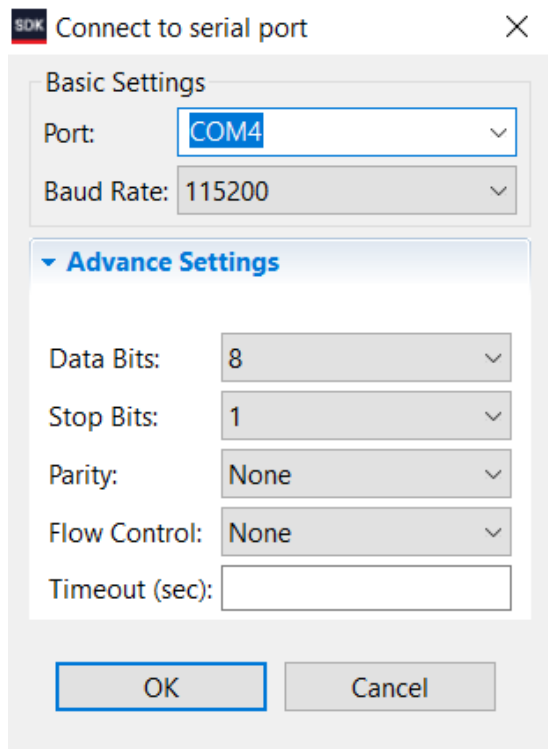 SDK Connect to serial port
Basic Settings
Port: COM4
Baud Rate: 115200
Advance Settings
Data Bits: 8
Stop Bits: 1
Parity: None
Flow Control: None
Timeout (sec):
OK Cancel